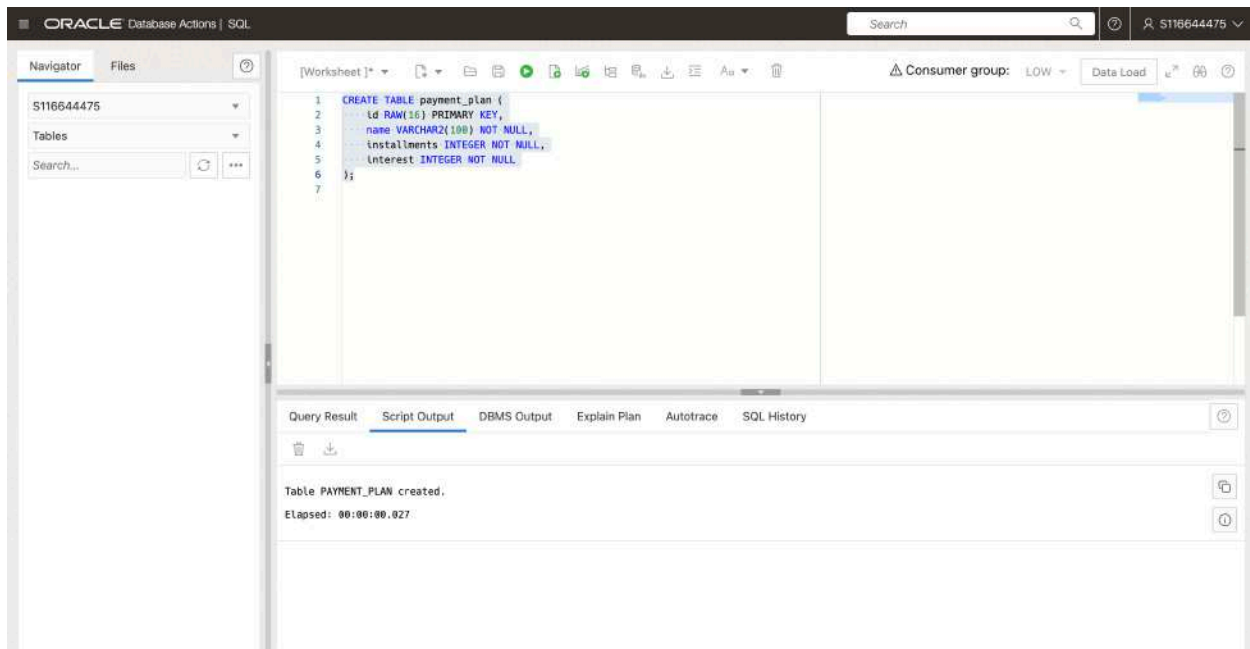 ORACLE Database Actions | SQL
Search
S116644475
Navigator Files
S116644475
Tables
Search...
[Worksheet]*
Aa
Consumer group: LOW
Data Load
1 CREATE TABLE payment_plan (
2 id RAW(16) PRIMARY KEY,
3 name VARCHAR2(100) NOT NULL,
4 installments INTEGER NOT NULL,
5 interest INTEGER NOT NULL
6 );
7
Query Result Script Output DBMS Output Explain Plan Autotrace SQL History
Table PAYMENT_PLAN created.
Elapsed: 00:00:00.027